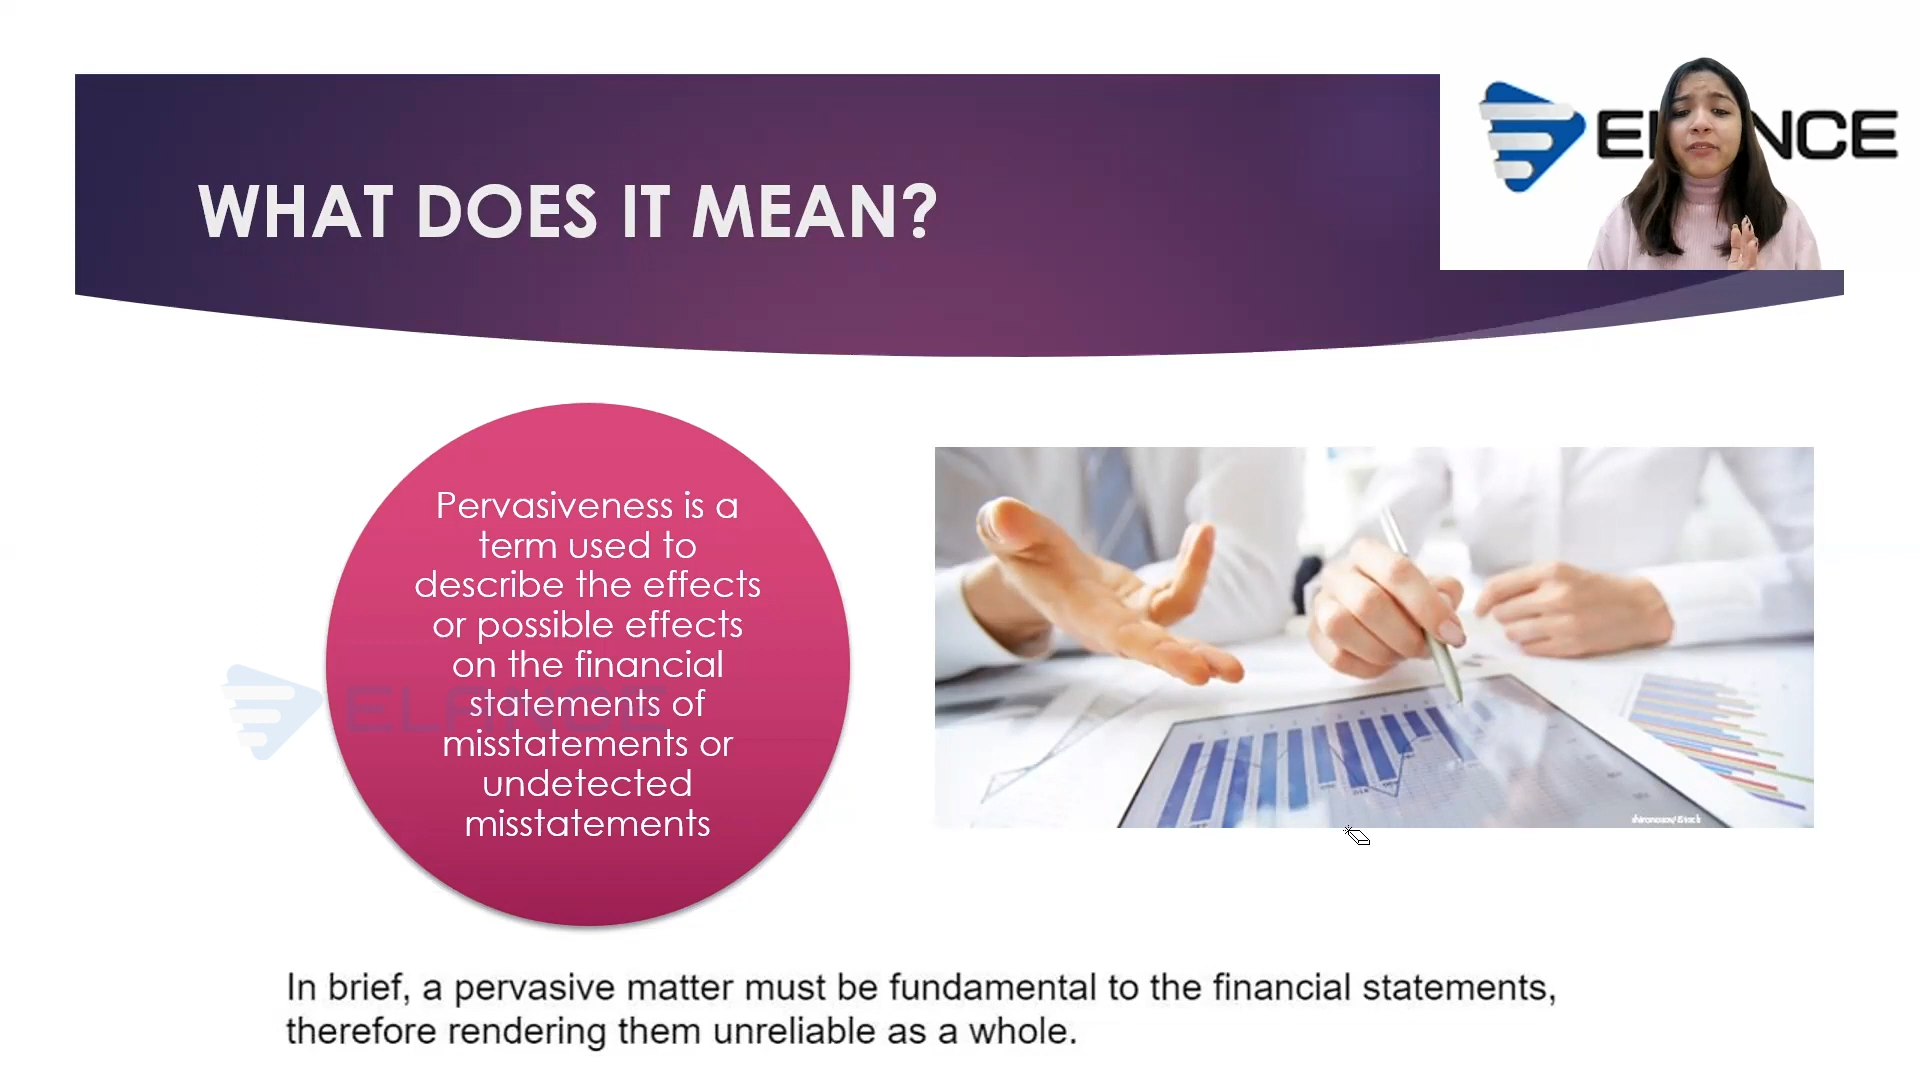 WHAT DOES IT MEAN?
Pervasiveness is a
term used to
describe the effects
or possible effects
on the financial
statements of
misstatements or
undetected
misstatements
In brief, a pervasive matter must be fundamental to the financial statements,
therefore rendering them unreliable as a whole.